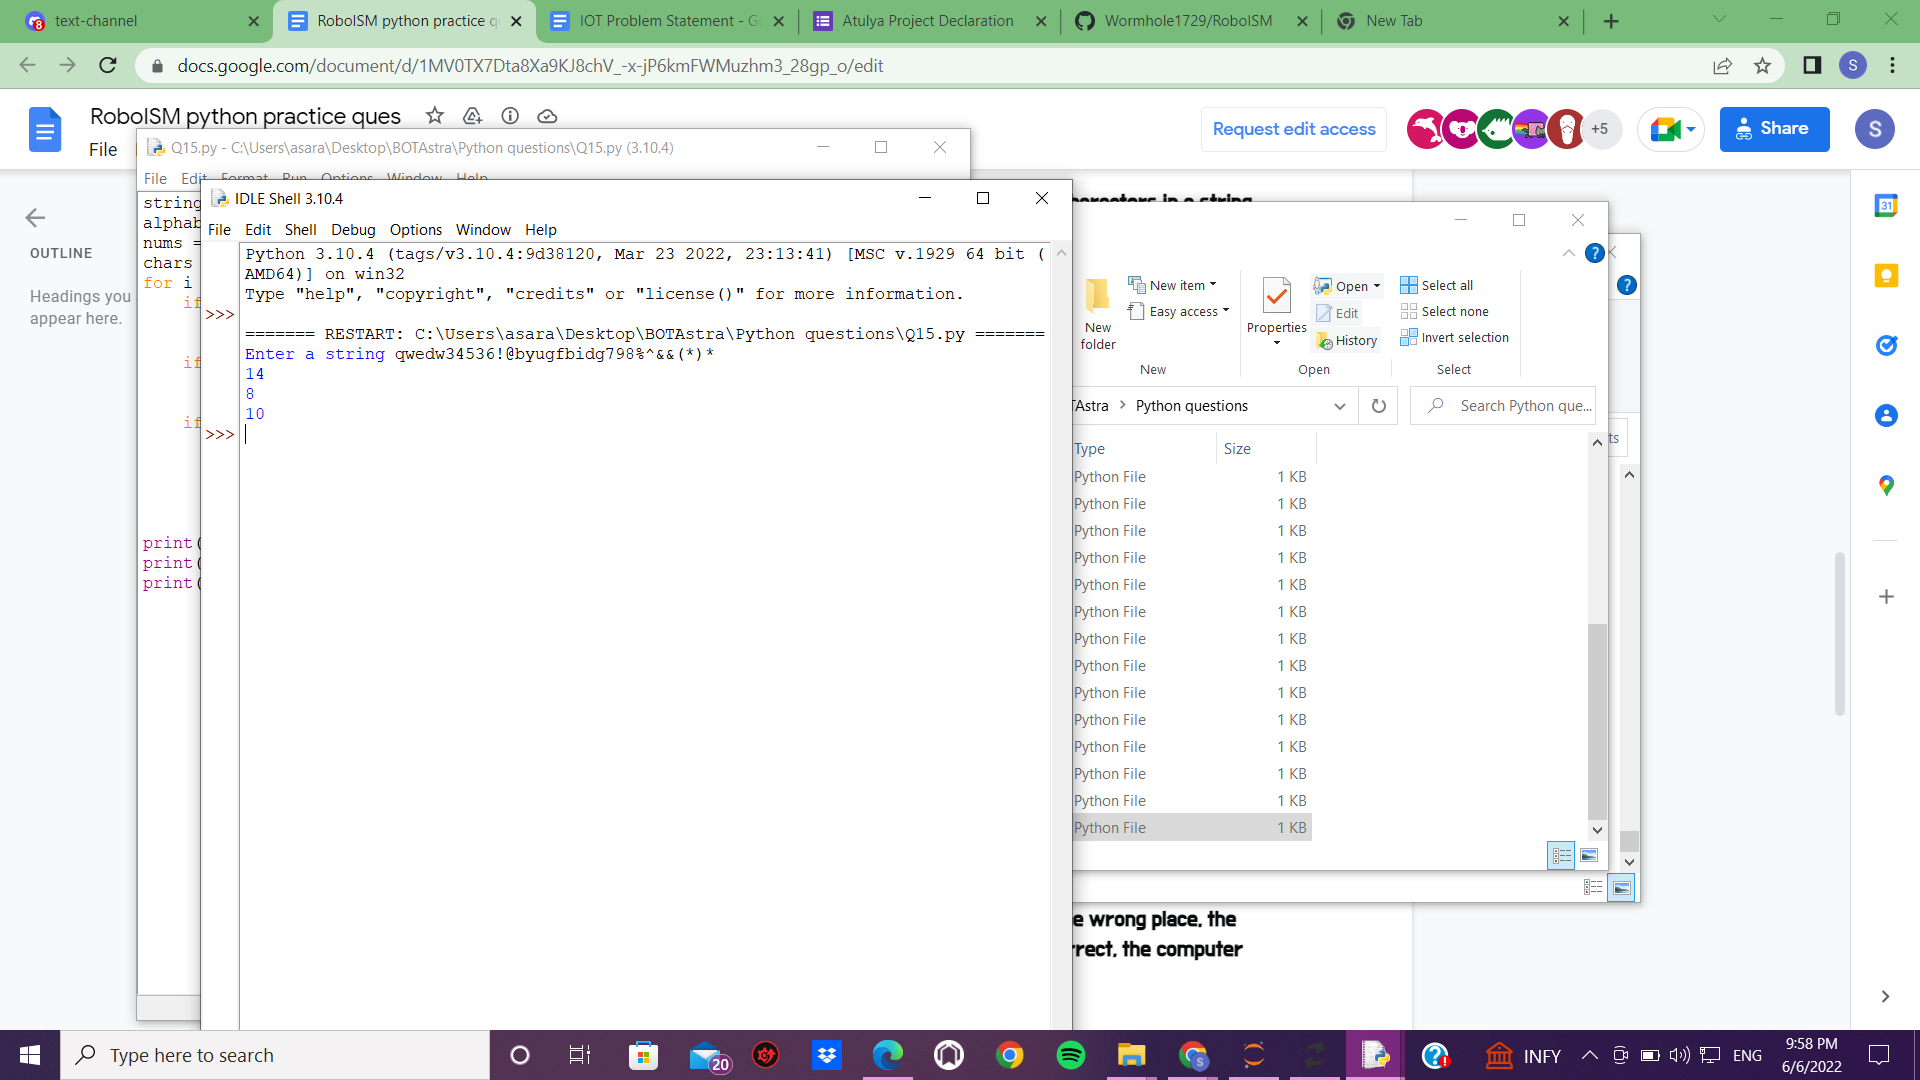 text-channel
RoboISM python practice q
IOT Problem Statement - Go
Atulya Project Declaration
Wormhole1729/RoboISM
New Tab
docs.google.com/document/d/1MV0TX7Dta8Xa9KJ8chV_-x-jP6kmFWMuzhm3_28gp_o/edit
S
RoboISM python practice ques
File
Request edit access
+5
Share
S
Q15.py - C:\Users\asara\Desktop\BOTAstra\Python questions\Q15.py (3.10.4)
File Edit Format Run Options Window Help
OUTLINE
Headings you
appear here.
string
alphab
nums =
chars
for i
if
if
if
print(
print(
print(
IDLE Shell 3.10.4
File Edit Shell Debug Options Window Help
Python 3.10.4 (tags/v3.10.4:9d38120, Mar 23 2022, 23:13:41) [MSC v.1929 64 bit (
AMD64)] on win32
Type "help", "copyright", "credits" or "license()" for more information.
>>>
======= RESTART: C:\Users\asara\Desktop\BOTAstra\Python questions\Q15.py =======
Enter a string qwedw34536!@byugfbidg798%^&&(*)*
14
8
10
>>>
in a string
New item
Easy access
New
folder
New
Properties
Open
Edit
History
Open
Select all
Select none
Invert selection
Select
TAstra > Python questions
Search Python que...
ts
Type Size
Python File 1 KB
Python File 1 KB
Python File 1 KB
Python File 1 KB
Python File 1 KB
Python File 1 KB
Python File 1 KB
Python File 1 KB
Python File 1 KB
Python File 1 KB
Python File 1 KB
Python File 1 KB
Python File 1 KB
Python File 1 KB
e wrong place, the
rrect, the computer
31
Type here to search
20
INFY
ENG
9:58 PM
6/6/2022